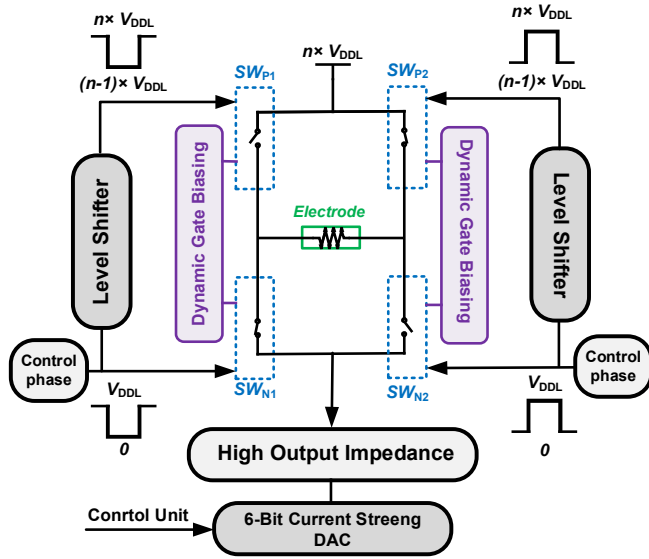 n× VDDL
(n-1)× VDDL
SWP1
n× VDDL
SWP2
n× VDDL
(n-1)× VDDL
Level Shifter
Dynamic Gate Biasing
Electrode
Dynamic Gate Biasing
Level Shifter
Control
phase
VDDL
0
SWN1
SWN2
Control
phase
VDDL
0
High Output Impedance
Conrtol Unit
6-Bit Current Streeng
DAC